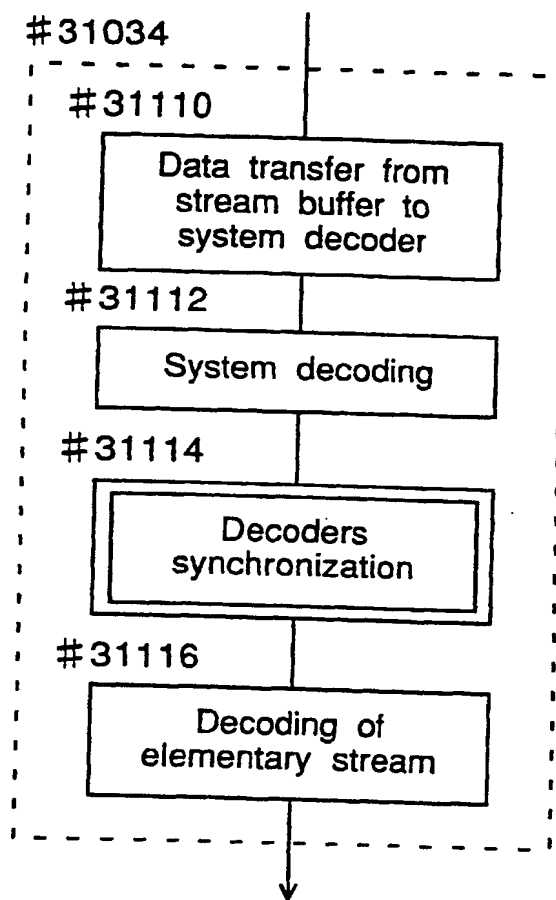 #31034
#31110
Data transfer from
stream buffer to
system decoder
#31112
System decoding
#31114
Decoders
synchronization
#31116
Decoding of
elementary stream